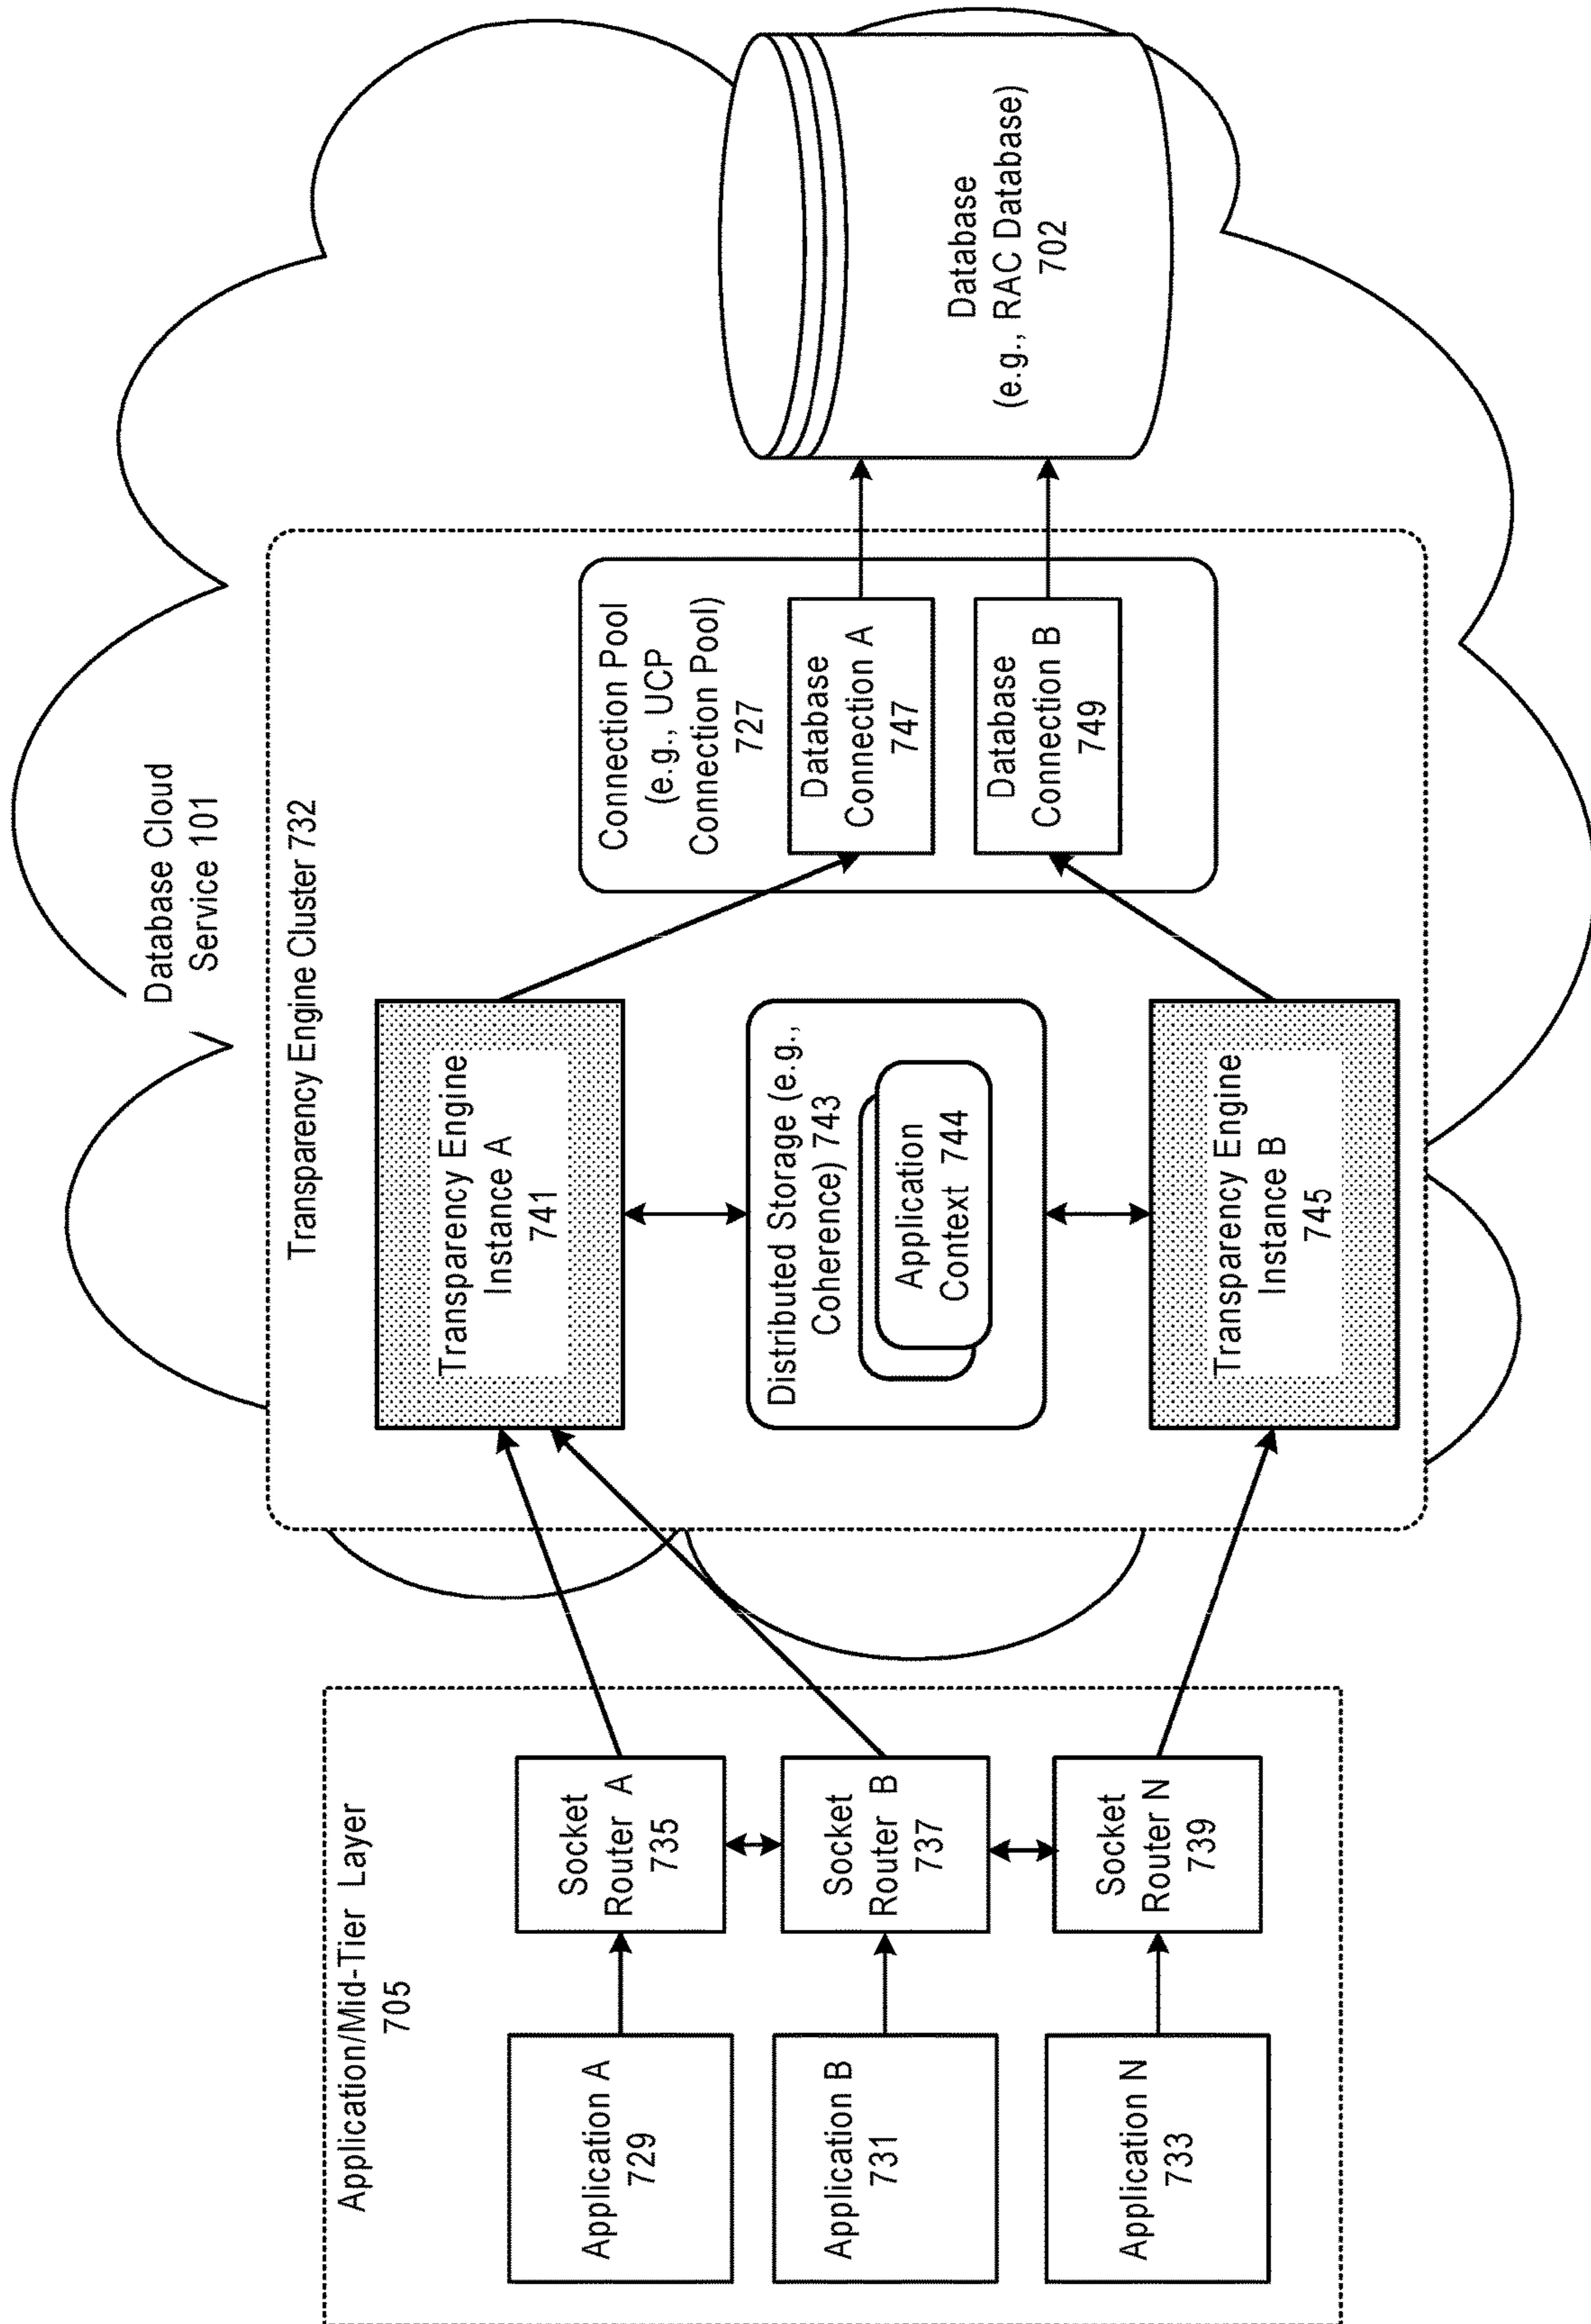 Database Cloud
Service 101
Application/Mid-Tier Layer
705
Application A
729
Application B
731
Application N
733
Socket
Router A
735
Socket
Router B
737
Socket
Router N
739
Transparency Engine Cluster 732
Transparency Engine
Instance A
741
Distributed Storage (e.g.,
Coherence) 743
Application
Context 744
Transparency Engine
Instance B
745
Connection Pool
(e.g., UCP
Connection Pool)
727
Database
Connection A
747
Database
Connection B
749
Database
(e.g., RAC Database)
702